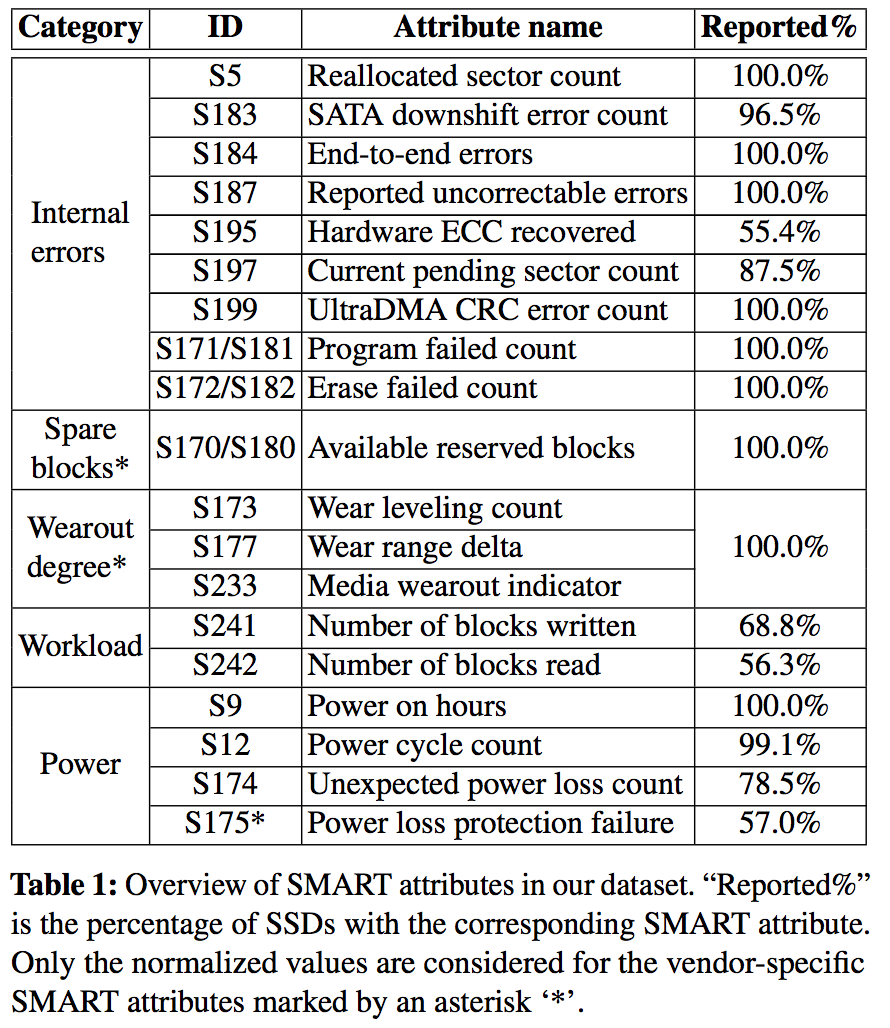 Category ID Attribute name Reported%
Internal errors S5 Reallocated sector count 100.0%
S183 SATA downshift error count 96.5%
S184 End-to-end errors 100.0%
S187 Reported uncorrectable errors 100.0%
S195 Hardware ECC recovered 55.4%
S197 Current pending sector count 87.5%
S199 UltraDMA CRC error count 100.0%
S171/S181 Program failed count 100.0%
S172/S182 Erase failed count 100.0%
Spare blocks* S170/S180 Available reserved blocks 100.0%
Wearout degree* S173 Wear leveling count 100.0%
S177 Wear range delta
S233 Media wearout indicator
Workload S241 Number of blocks written 68.8%
S242 Number of blocks read 56.3%
Power S9 Power on hours 100.0%
S12 Power cycle count 99.1%
S174 Unexpected power loss count 78.5%
S175* Power loss protection failure 57.0%
Table 1: Overview of SMART attributes in our dataset. “Reported%”
is the percentage of SSDs with the corresponding SMART attribute.
Only the normalized values are considered for the vendor-specific
SMART attributes marked by an asterisk ‘*’.